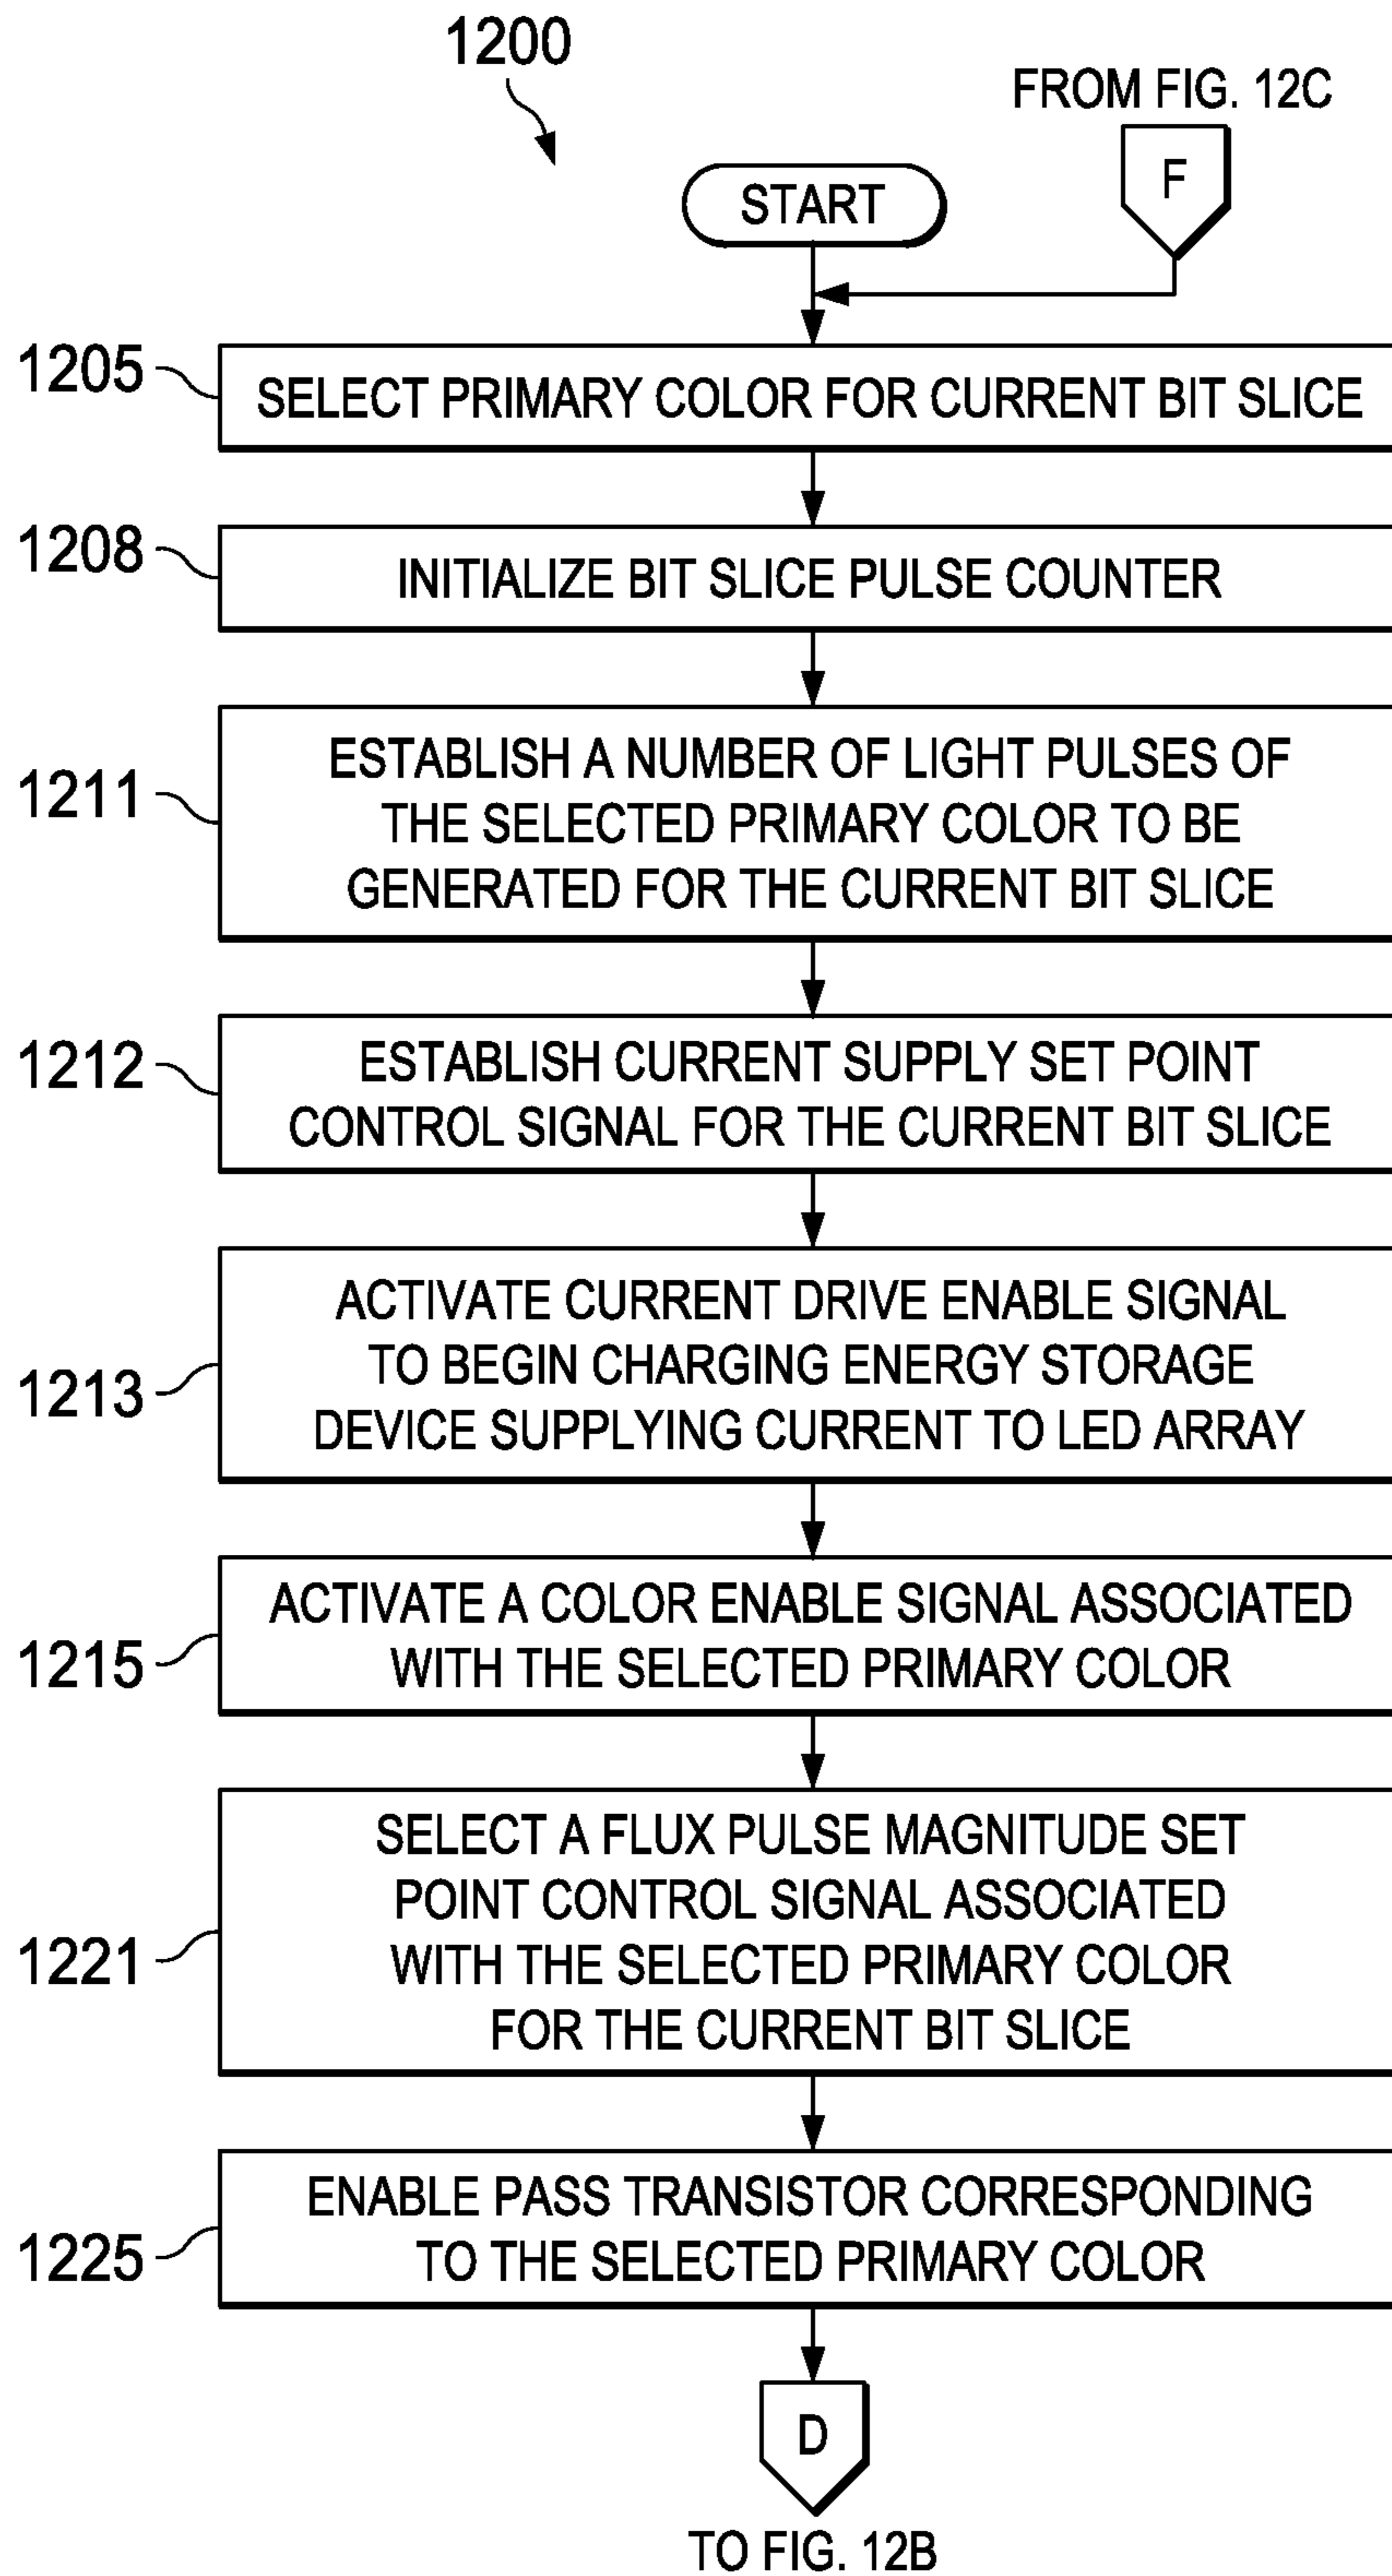 1200
FROM FIG. 12C
F
START
1205
SELECT PRIMARY COLOR FOR CURRENT BIT SLICE
1208
INITIALIZE BIT SLICE PULSE COUNTER
1211
ESTABLISH A NUMBER OF LIGHT PULSES OF
THE SELECTED PRIMARY COLOR TO BE
GENERATED FOR THE CURRENT BIT SLICE
1212
ESTABLISH CURRENT SUPPLY SET POINT
CONTROL SIGNAL FOR THE CURRENT BIT SLICE
1213
ACTIVATE CURRENT DRIVE ENABLE SIGNAL
TO BEGIN CHARGING ENERGY STORAGE
DEVICE SUPPLYING CURRENT TO LED ARRAY
1215
ACTIVATE A COLOR ENABLE SIGNAL ASSOCIATED
WITH THE SELECTED PRIMARY COLOR
1221
SELECT A FLUX PULSE MAGNITUDE SET
POINT CONTROL SIGNAL ASSOCIATED
WITH THE SELECTED PRIMARY COLOR
FOR THE CURRENT BIT SLICE
1225
ENABLE PASS TRANSISTOR CORRESPONDING
TO THE SELECTED PRIMARY COLOR
D
TO FIG. 12B